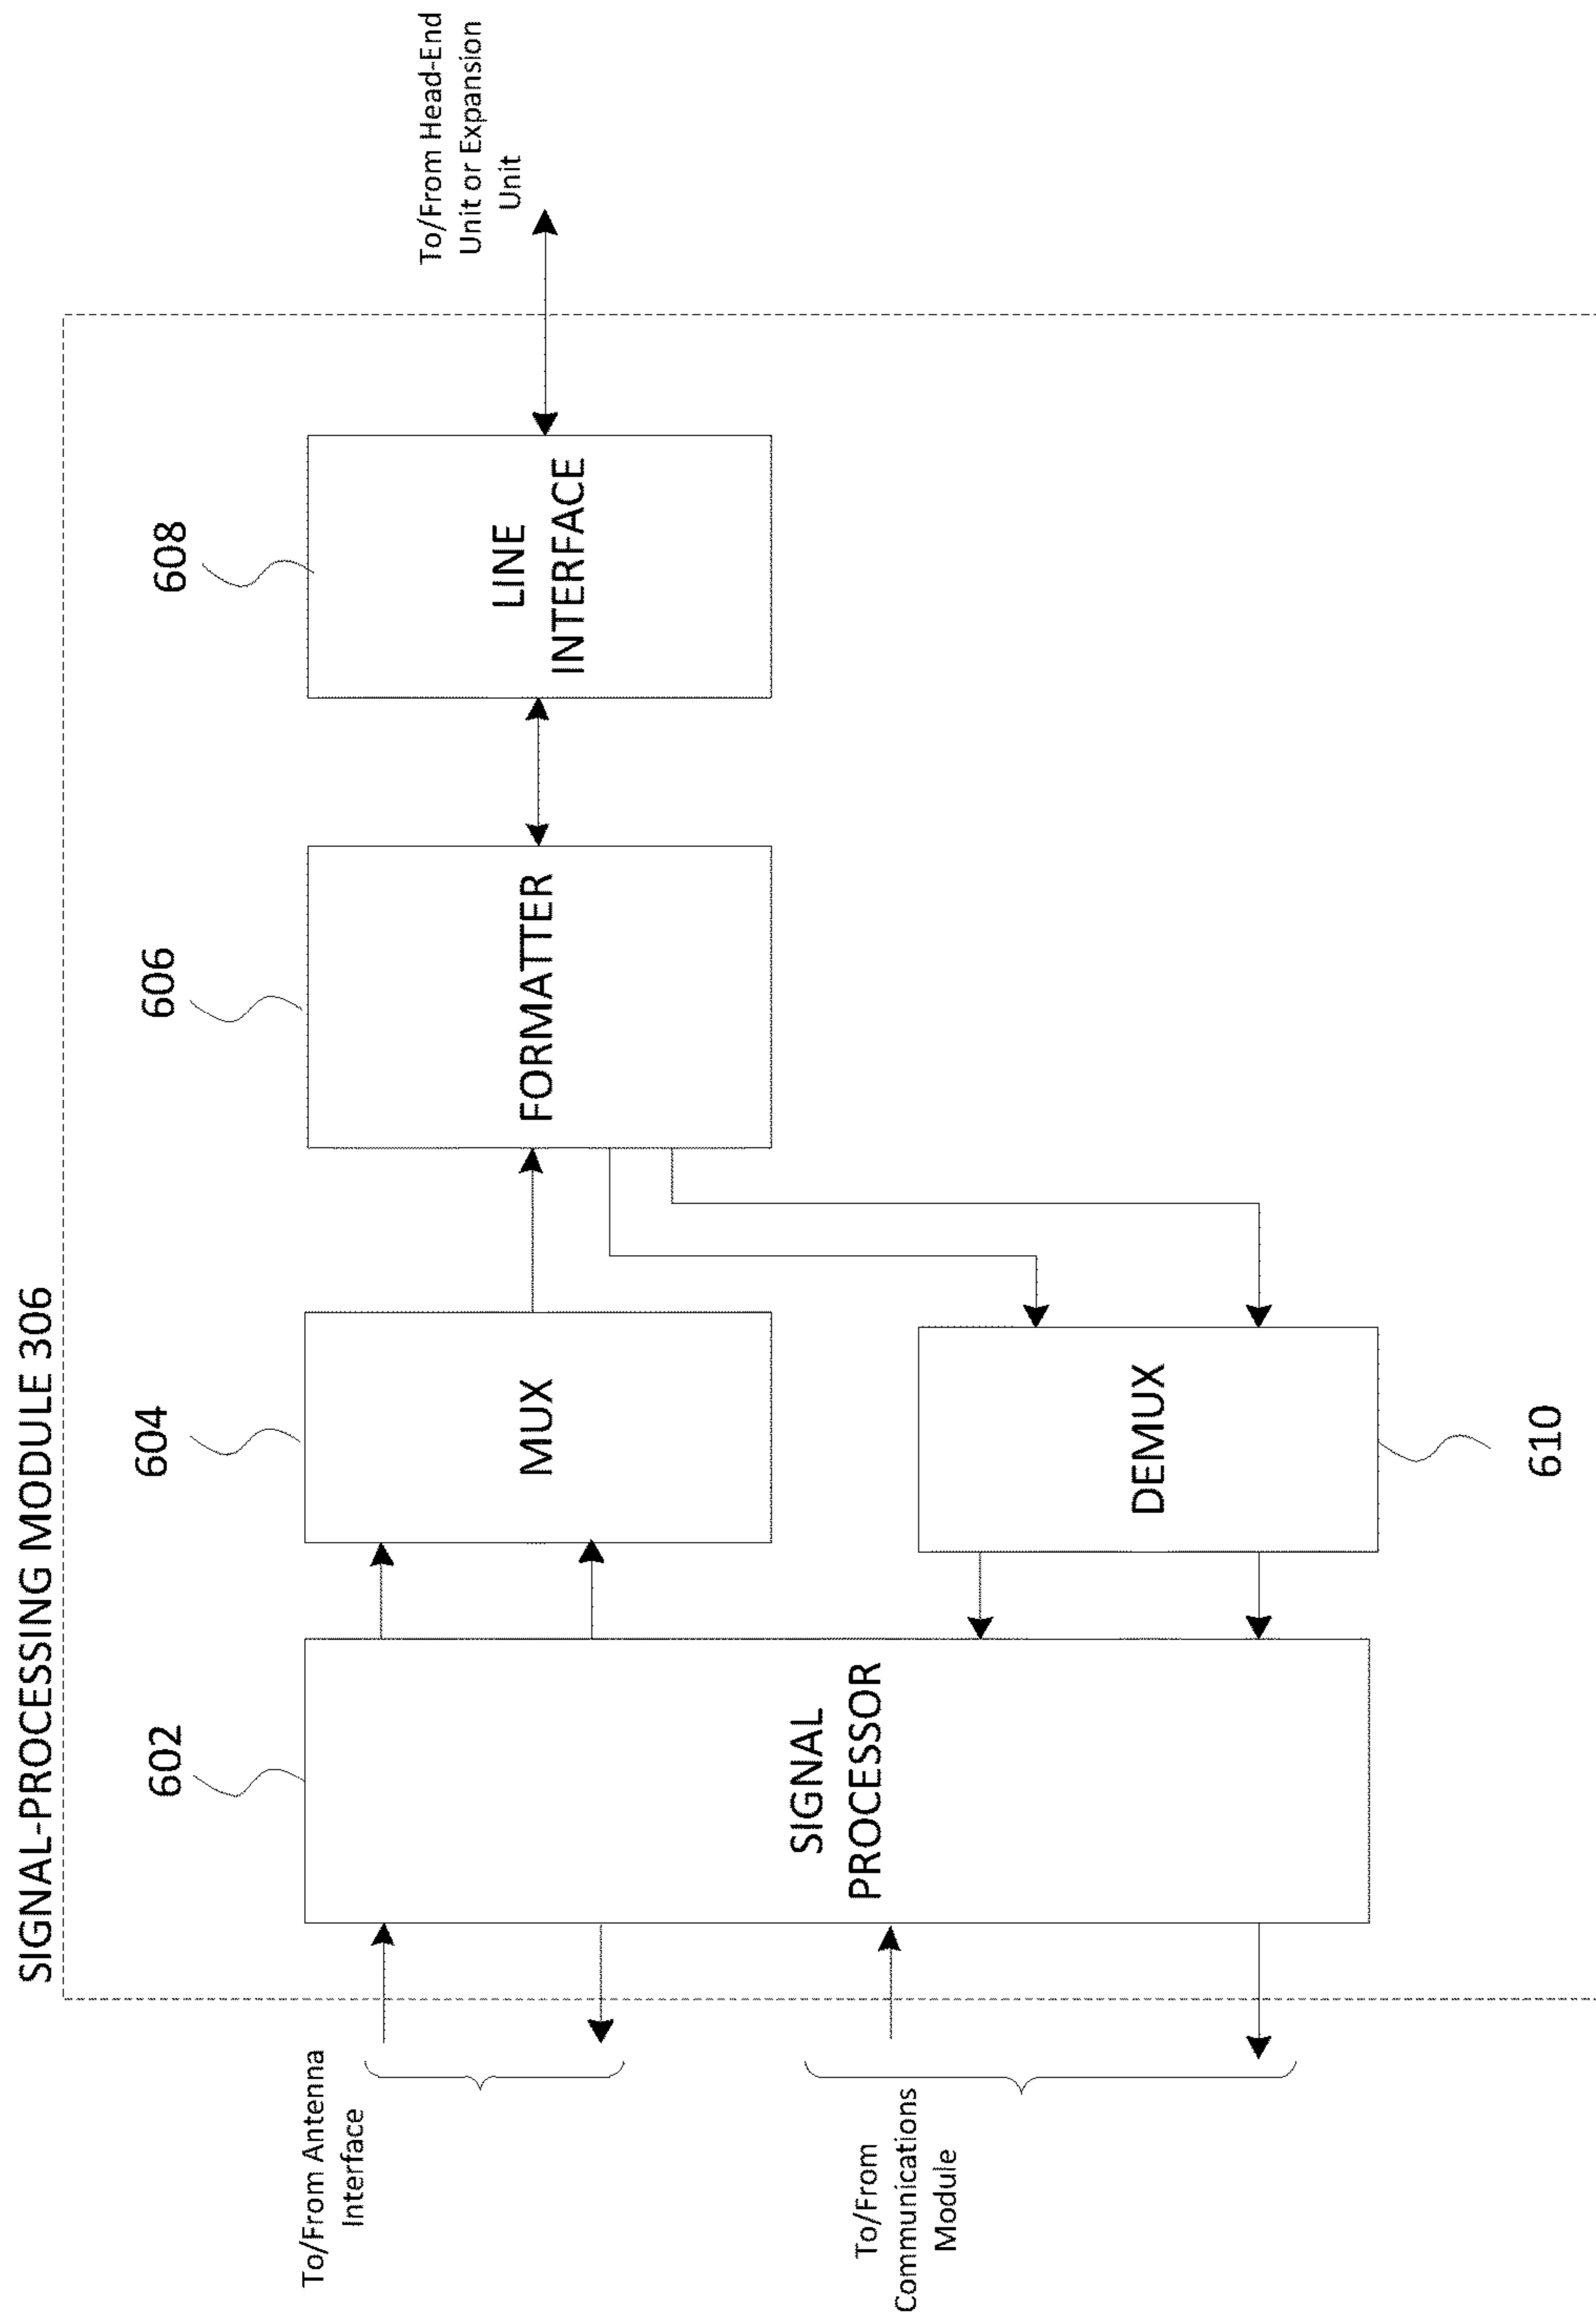 SIGNAL-PROCESSING MODULE 306
602
604
606
608
To/From Antenna
Interface
To/From
Communications
Module
SIGNAL
PROCESSOR
MUX
FORMATTER
LINE
INTERFACE
To/From Head-End
Unit or Expansion
Unit
DEMUX
610